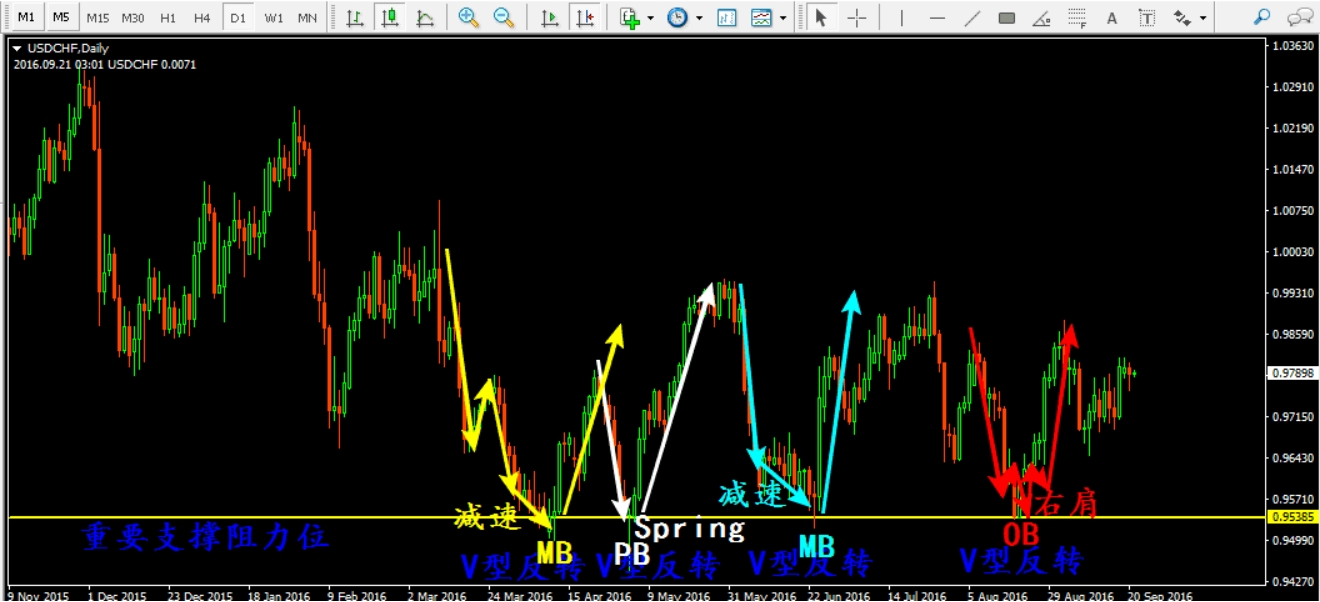 M1 M5 M15 M30 H1 H4 D1 W1 MN
A T
USDCHF,Daily
2016.09.21 03:01 USDCHF 0.0071
1.03630
1.02910
1.02190
1.01470
1.00750
1.00030
0.99310
0.98590
0.97898
0.97150
0.96430
0.95710
0.95385
0.94990
0.94270
减速
减速
右肩
重要支撑阻力位
Spring
MB
PB
MB
OB
V型反转 V型反转 V型反转 V型反转
9 Nov 2015 1 Dec 2015 23 Dec 2015 18 Jan 2016 9 Feb 2016 2 Mar 2016 24 Mar 2016 15 Apr 2016 9 May 2016 31 May 2016 22 Jun 2016 14 Jul 2016 5 Aug 2016 29 Aug 2016 20 Sep 2016